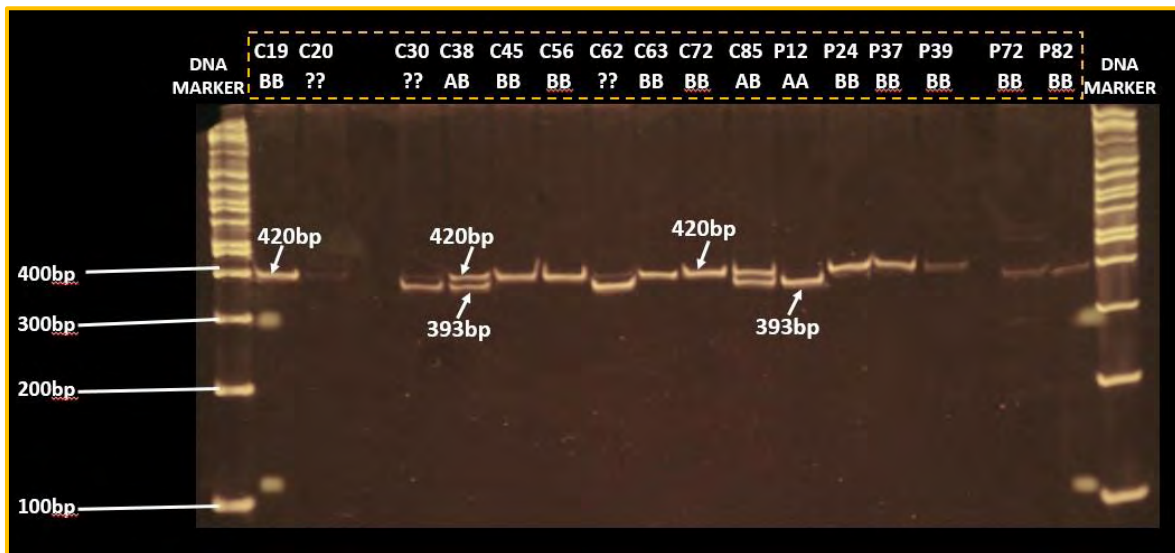 C19 C20 C30 C38 C45 C56 C62 C63 C72 C85 P12 P24 P37 P39 P72 P82
DNA MARKER BB ?? ?? AB BB BB ?? BB BB AB AA BB BB BB BB BB DNA MARKER
420bp 420bp 420bp
400bp
393bp 393bp
300bp
200bp
100bp